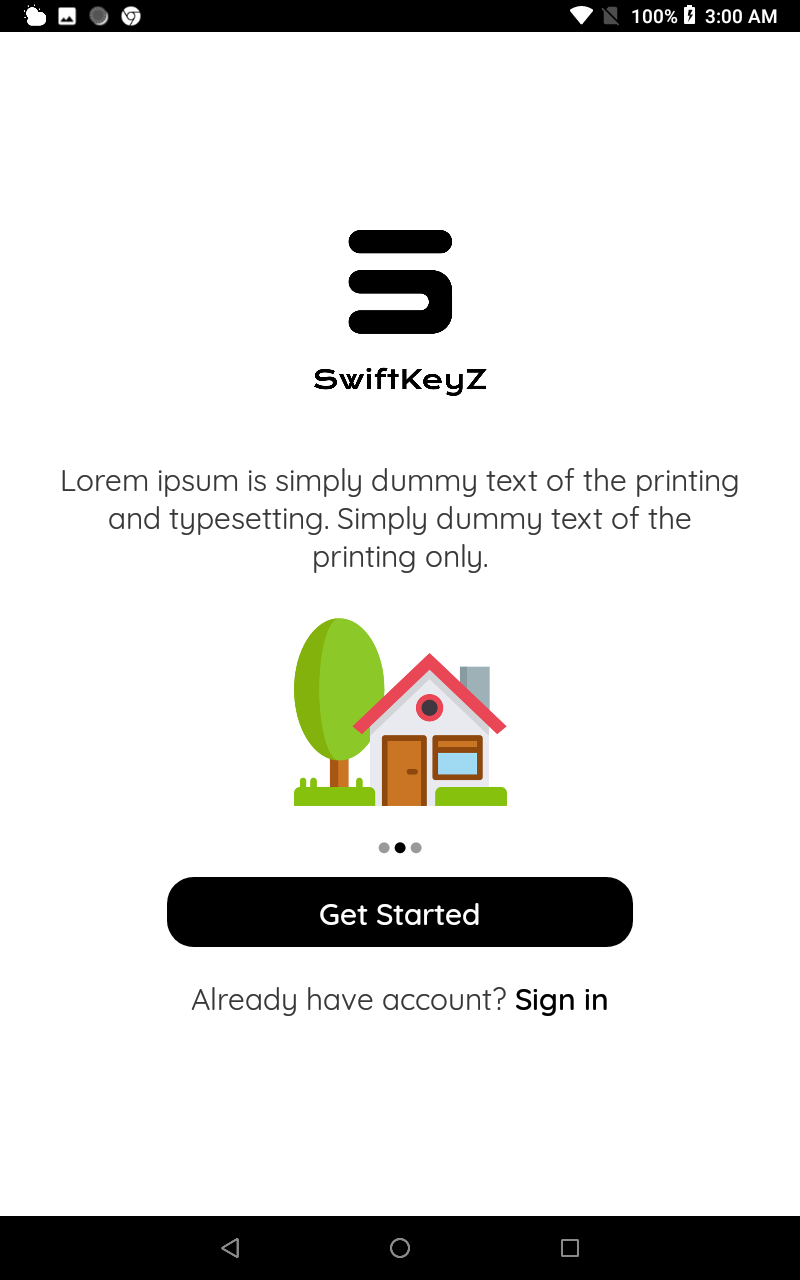 100% 3:00 AM
SwiftKeyZ
Lorem ipsum is simply dummy text of the printing
and typesetting. Simply dummy text of the
printing only.
Get Started
Already have account? Sign in